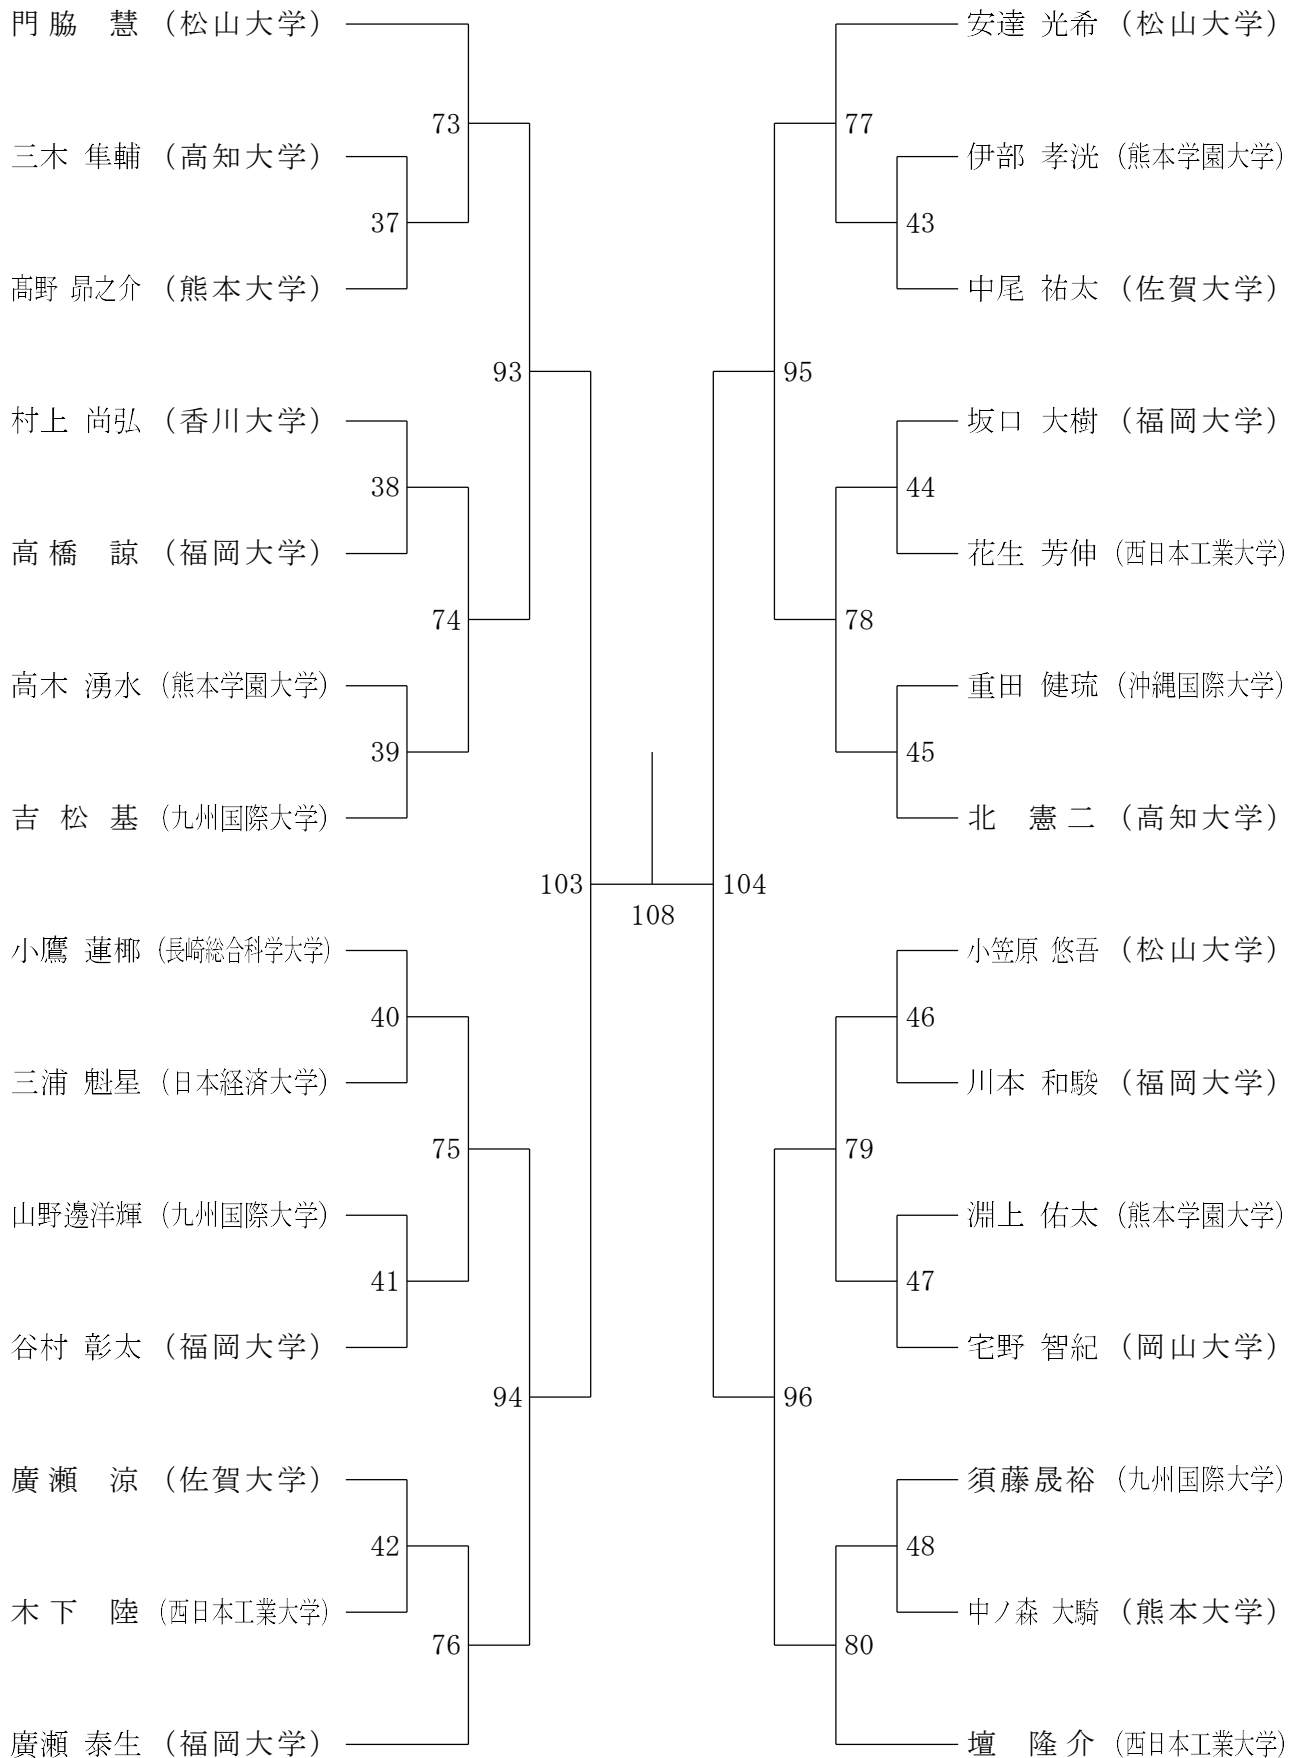 門脇 慧 (松山大学)
73
三木 隼輔 (高知大学)
37
髙野 昴之介 (熊本大学)
93
村上 尚弘 (香川大学)
38
高橋 諒 (福岡大学)
74
高木 湧水 (熊本学園大学)
39
吉松基 (九州国際大学)
103
小鷹 蓮椰 (長崎総合科学大学)
40
三浦 魁星 (日本経済大学)
75
山野邊洋輝 (九州国際大学)
41
谷村 彰太 (福岡大学)
94
廣瀬 涼 (佐賀大学)
42
木下 陸 (西日本工業大学)
76
廣瀬 泰生 (福岡大学)
108
安達 光希 (松山大学)
77
伊部 孝洸 (熊本学園大学)
43
中尾 祐太 (佐賀大学)
95
坂口 大樹 (福岡大学)
44
花生 芳伸 (西日本工業大学)
78
重田 健琉 (沖縄国際大学)
45
北 憲二 (高知大学)
104
小笠原 悠吾 (松山大学)
46
川本 和駿 (福岡大学)
79
淵上 佑太 (熊本学園大学)
47
宅野 智紀 (岡山大学)
96
須藤晟裕 (九州国際大学)
48
中ノ森 大騎 (熊本大学)
80
壇 隆介 (西日本工業大学)